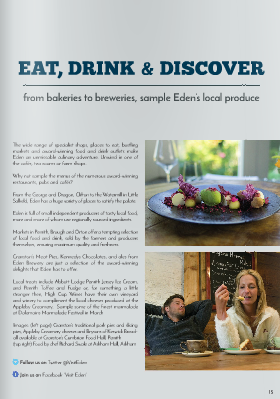 EAT, DRINK & DISCOVER
from bakeries to breweries, sample Eden's local produce
The wide range of specialist shops, places to eat, bustling
markets and award-winning food and drink outlets make
Eden an unmissable culinary adventure. Unwind in one of
the cafés, tea rooms or farm shops.
Why not sample the menus of the numerous award-winning
restaurants, pubs and cafés?
From the George and Dragon, Clifton to the Watermill in Little
Salkeld, Eden has a huge variety of places to satisfy the palate.
Eden is full of small independent producers of tasty local food,
more and more of whom use regionally sourced ingredients.
Markets in Penrith, Brough and Orton offer a tempting selection
of local food and drink, sold by the farmers and producers
themselves, ensuring maximum quality and freshness.
Cranston's Meat Pies, Kennedys Chocolates, and ales from
Eden Brewery are just a selection of the award-winning
delights that Eden has to offer.
Local treats include Abbott Lodge Penrith Jersey Ice Cream,
and Penrith Toffee and Fudge or, for something a little
stronger
High Cup Wines have their own vineyard
and winery to complement the local cheeses produced at the
Appleby Creamery. Sample some of the finest marmalade
at Dalemain's Marmalade Festival in March.
Images: (left page) Cranston's traditional pork pies and dining
pies, Appleby Creamery cheeses and
all available at Cranston's Cumbrian Food Hall, Penrith
(top right) Food by chef Richard Swale at Askham Hall, Askham
Follow us on Twitter @VisitEden
Join us on Facebook 'Visit Eden'
15